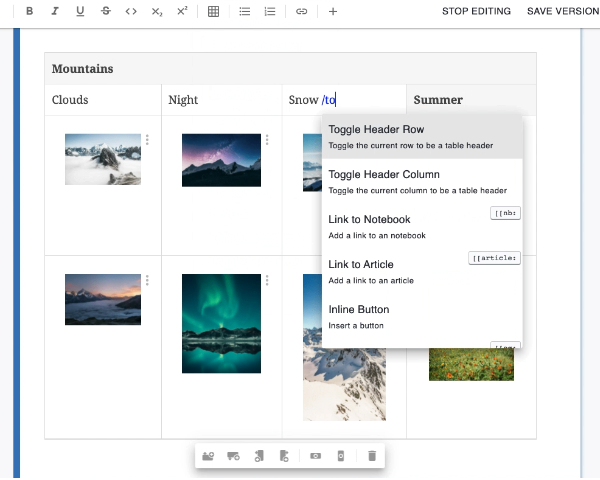 B I U S <> X₂ X² +
STOP EDITING SAVE VERSION
Mountains
Clouds Night Snow /to Summer
Toggle Header Row
Toggle the current row to be a table header
Toggle Header Column
Toggle the current column to be a table header
[[nb:
Link to Notebook
Add a link to an notebook
[[article:
Link to Article
Add a link to an article
Inline Button
Insert a button